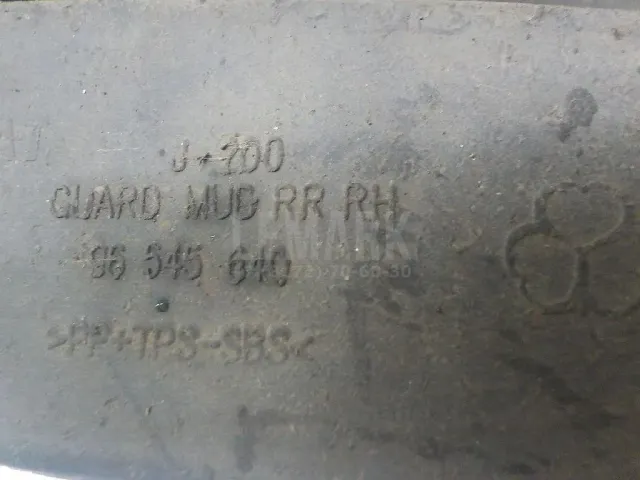 J-200
GUARD MUD RR RH
96 545 640
>PP+TPS-SBS<